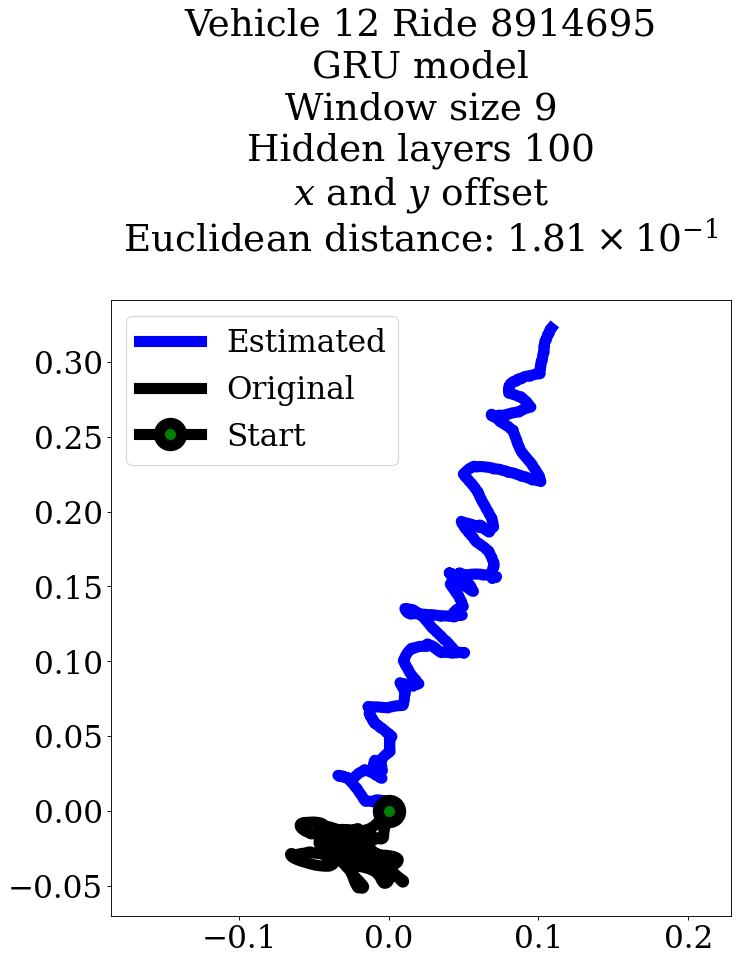 Vehicle 12 Ride 8914695
GRU model
Window size 9
Hidden layers 100
x and y offset
Euclidean distance: 1.81 × 10⁻¹
Estimated
Original
Start
0.30
0.25
0.20
0.15
0.10
0.05
0.00
−0.05
−0.1
0.0
0.1
0.2